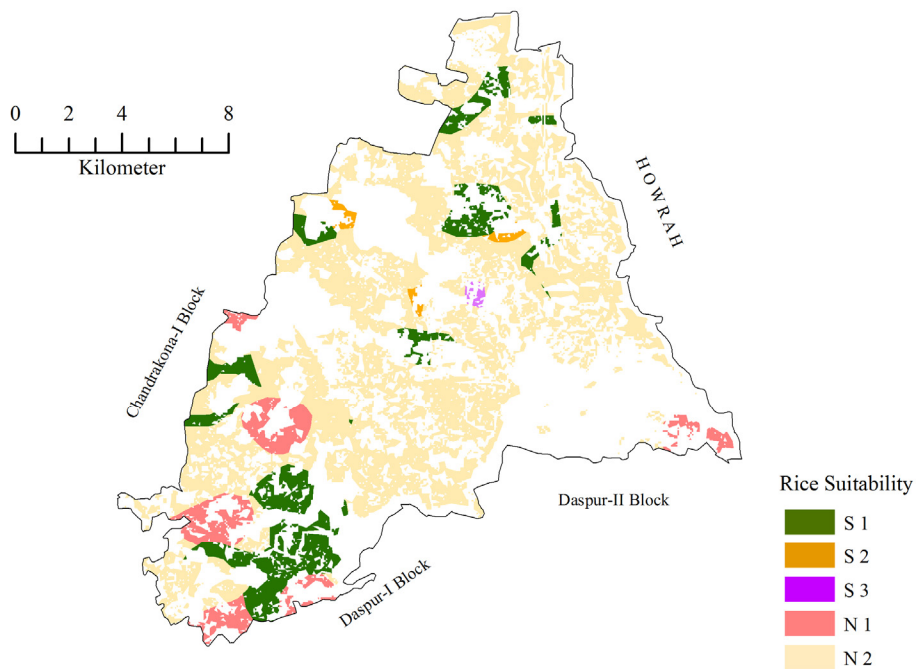 0 4 8
2 6
Kilometer
HOWRAH
Chandrakona-I Block
Daspur-II Block
Daspur-I Block
Rice Suitability
S 1
S 2
S 3
N 1
N 2